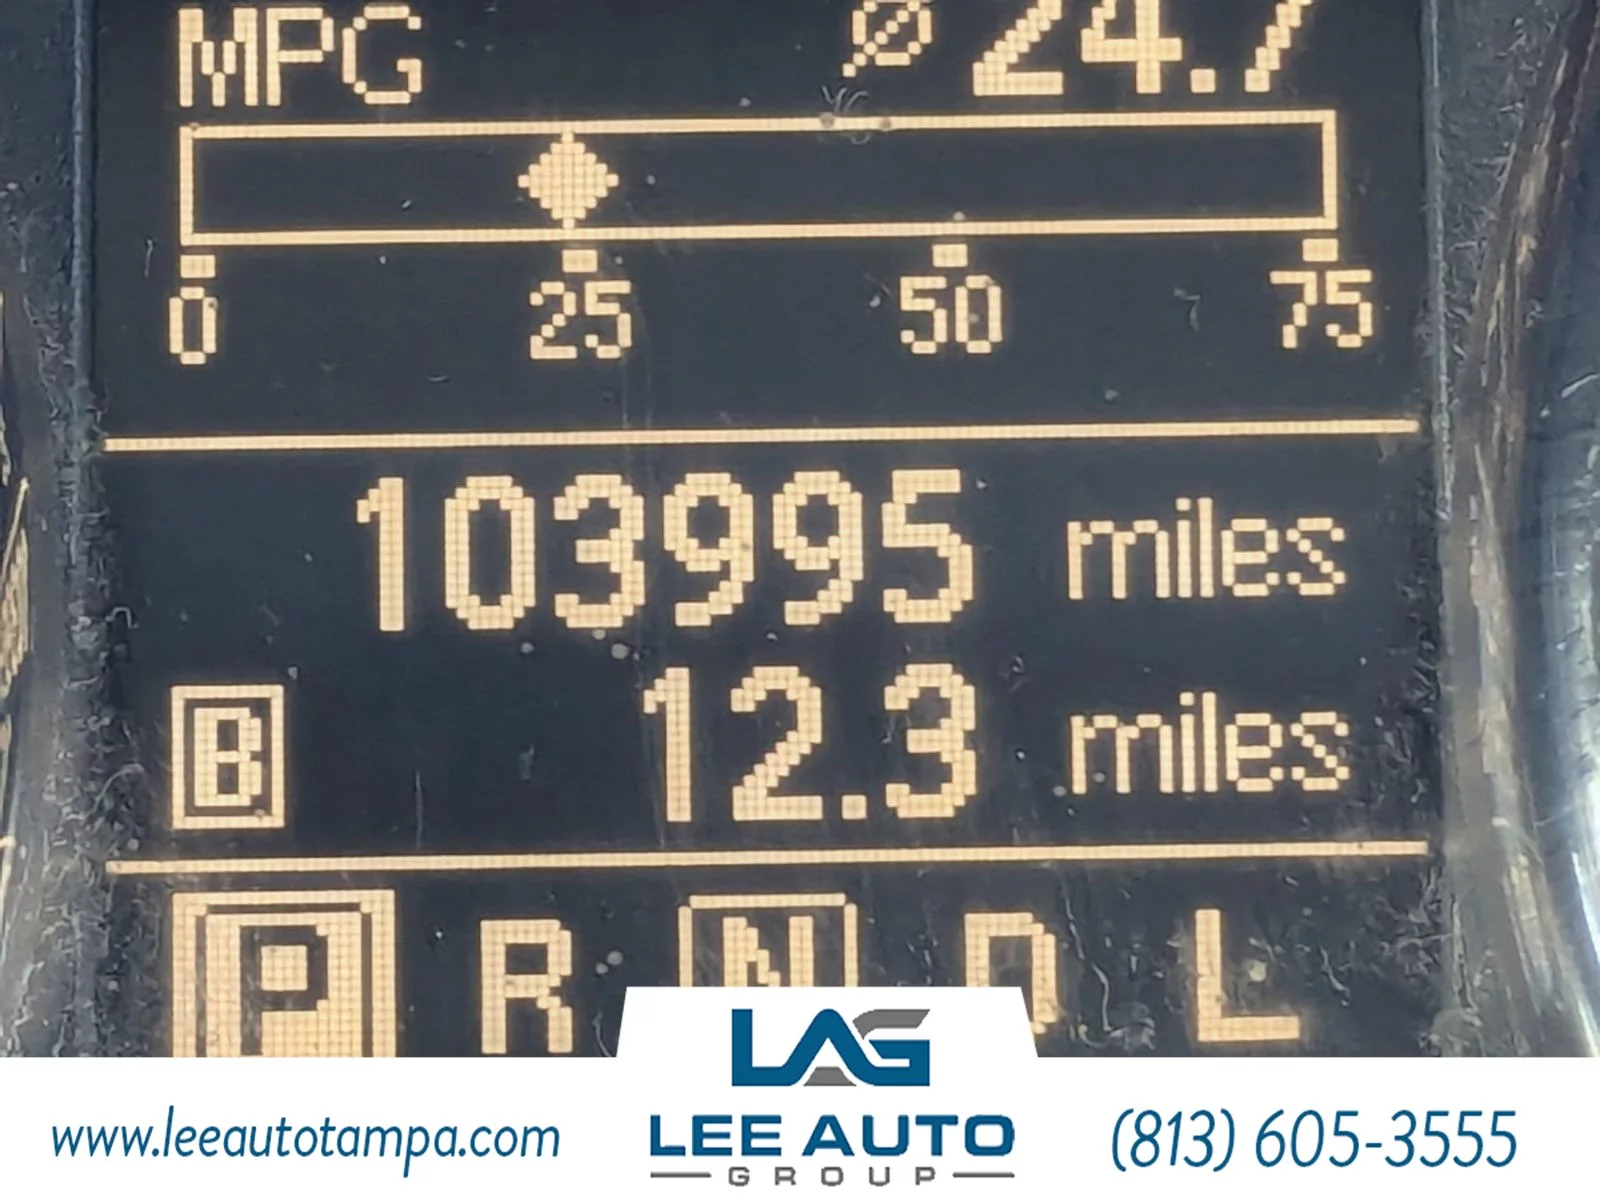 MPG ⌀ 24.7
0 25 50 75
103995 miles
B 12.3 miles
P R N D L
LAG
www.leeautotampa.com LEE AUTO (813) 605-3555
GROUP